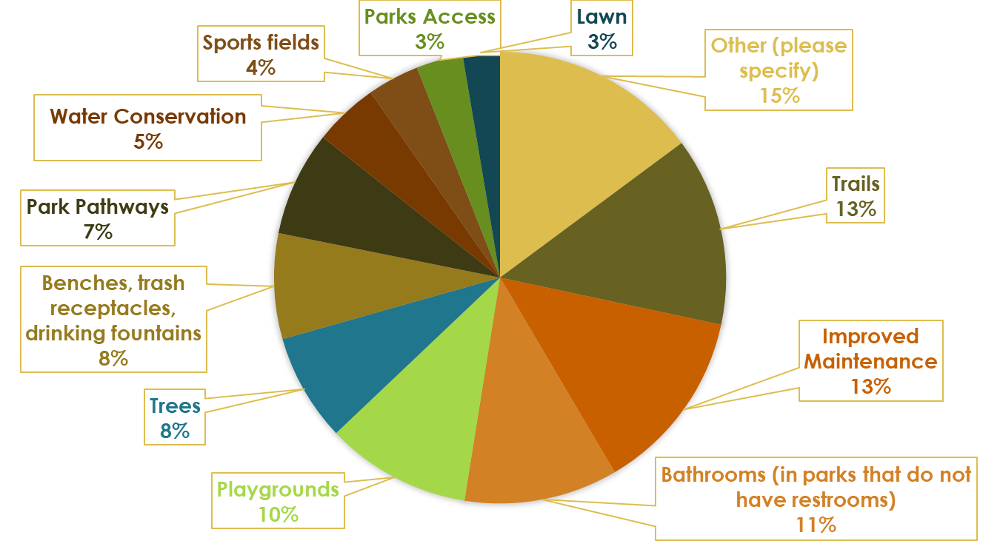 Parks Access
3%
Lawn
3%
Other (please
specify)
15%
Sports fields
4%
Water Conservation
5%
Trails
13%
Park Pathways
7%
Benches, trash
receptacles,
drinking fountains
8%
Improved
Maintenance
13%
Trees
8%
Bathrooms (in parks that do not
have restrooms)
11%
Playgrounds
10%